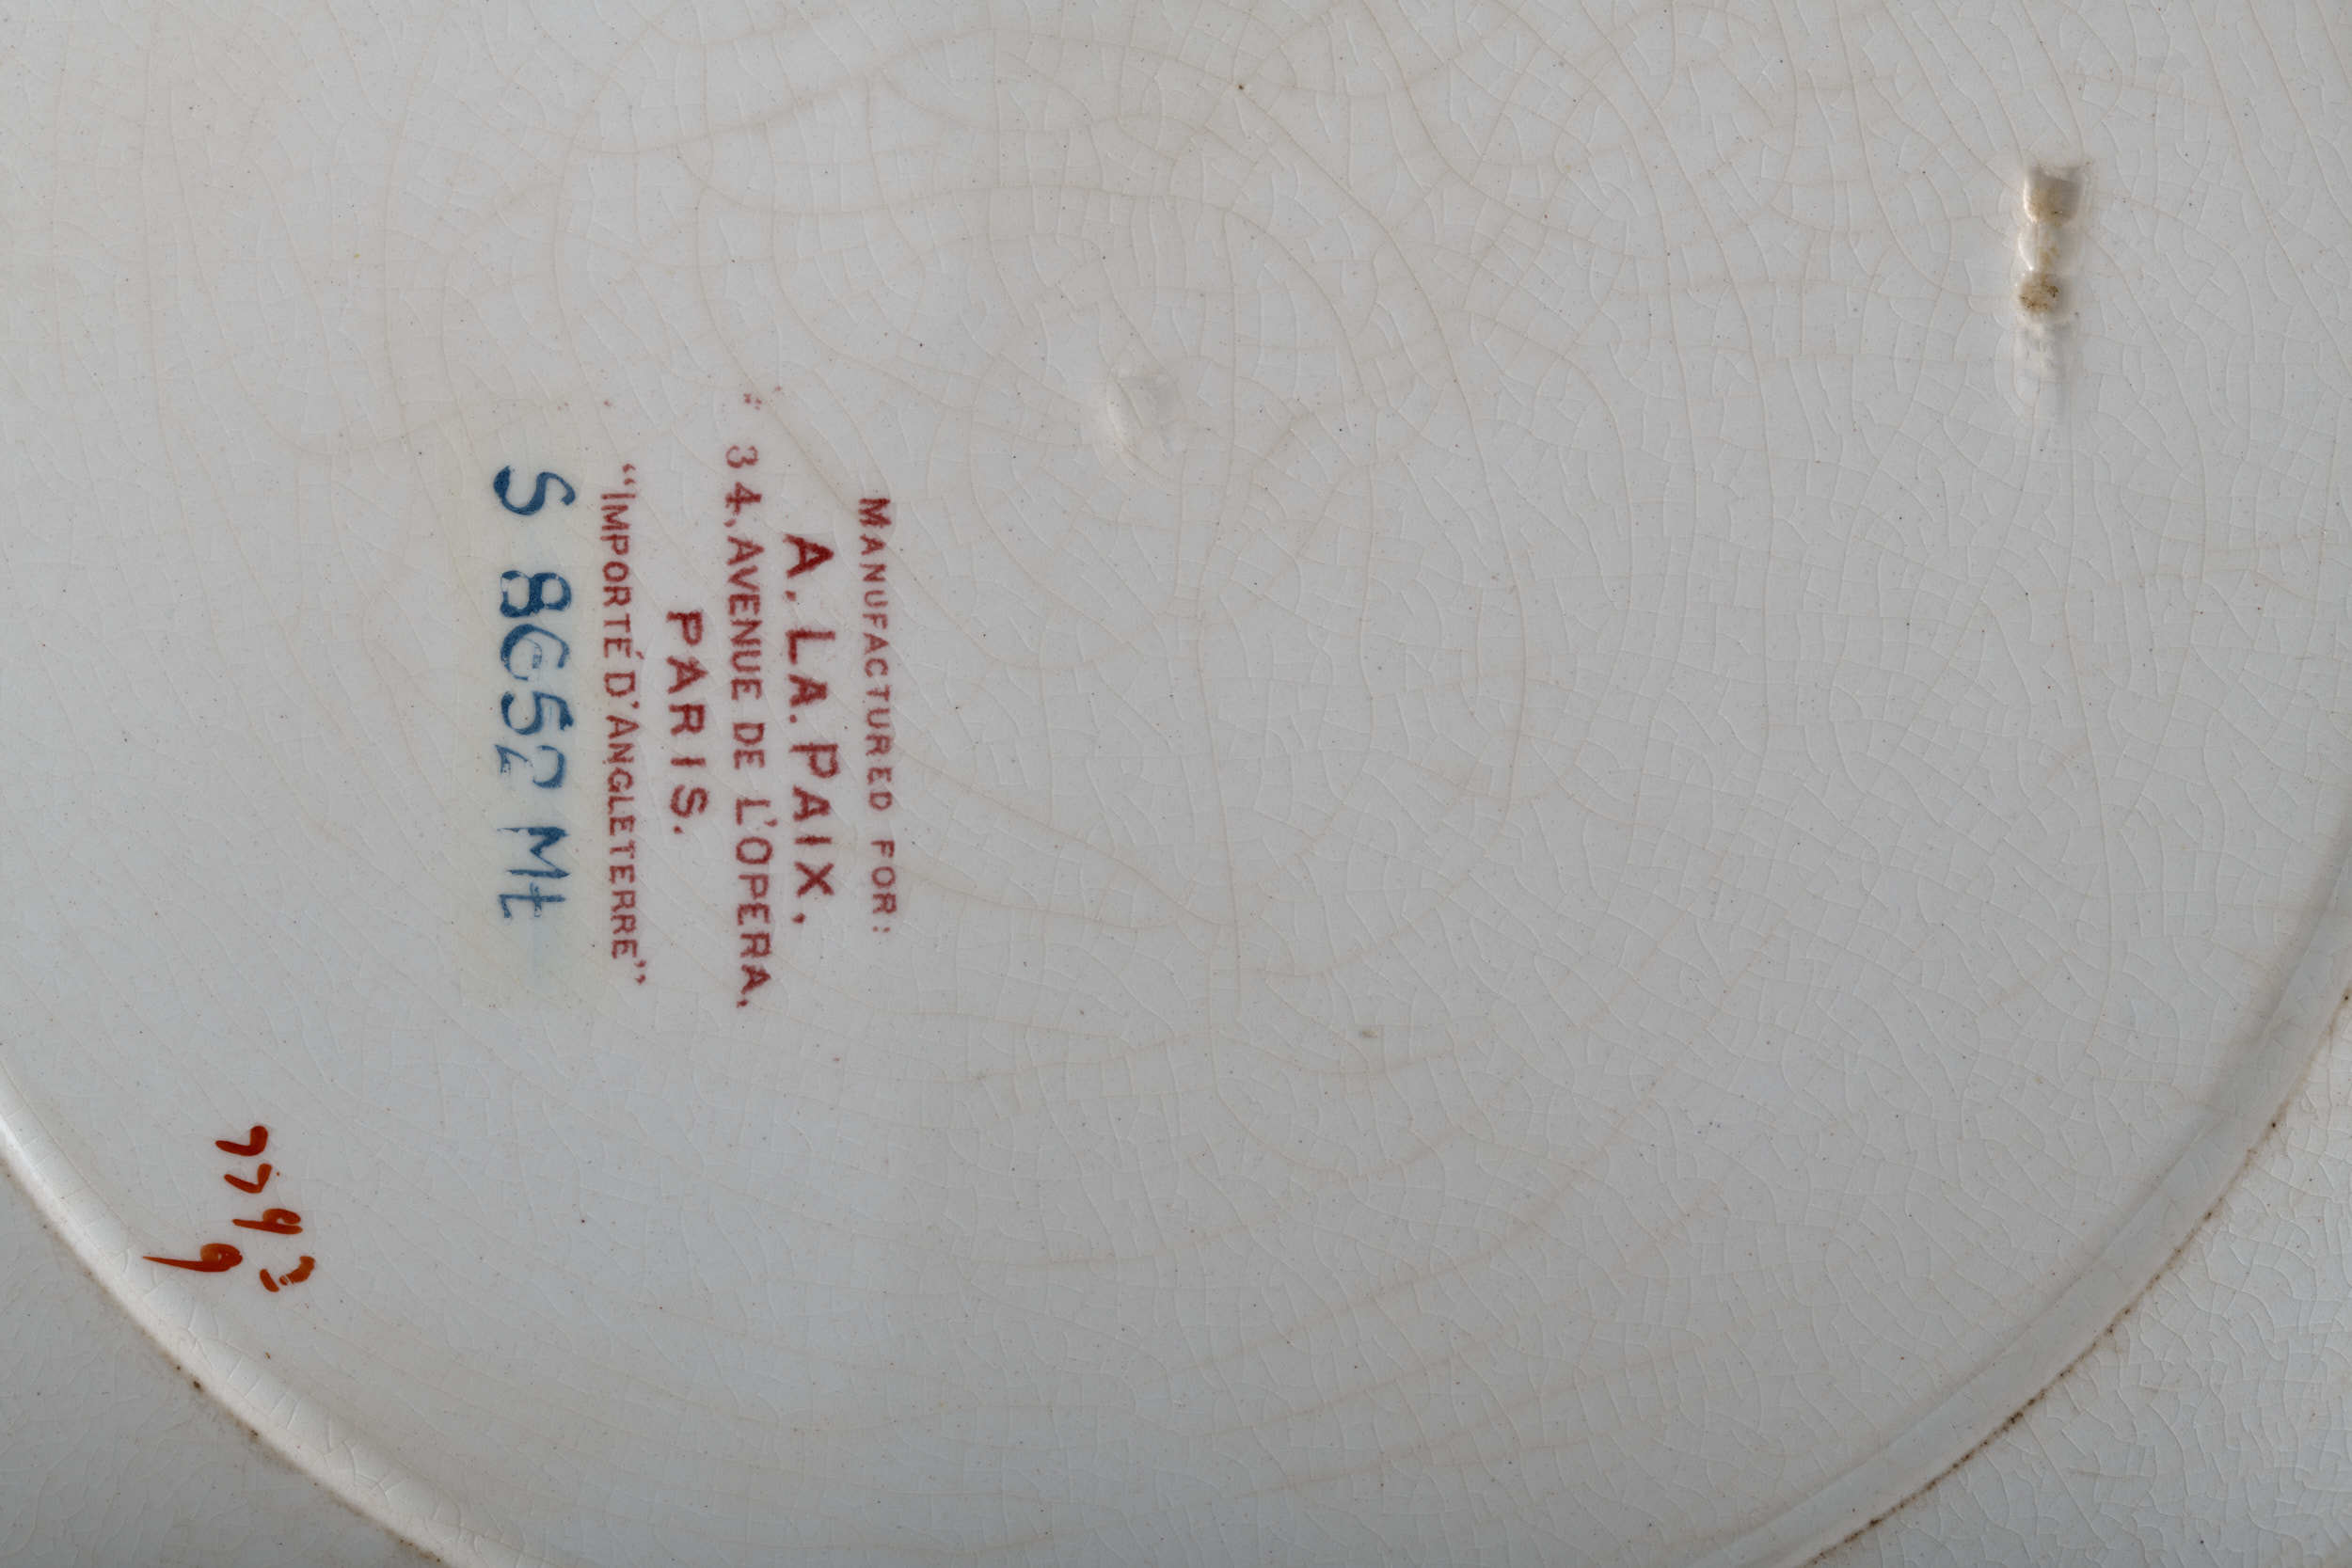 MANUFACTURED FOR:
A. LA. PAIX,
34, AVENUE DE L'OPERA,
PARIS.
“IMPORTÉ D'ANGLETERRE”
S 8652 Mt